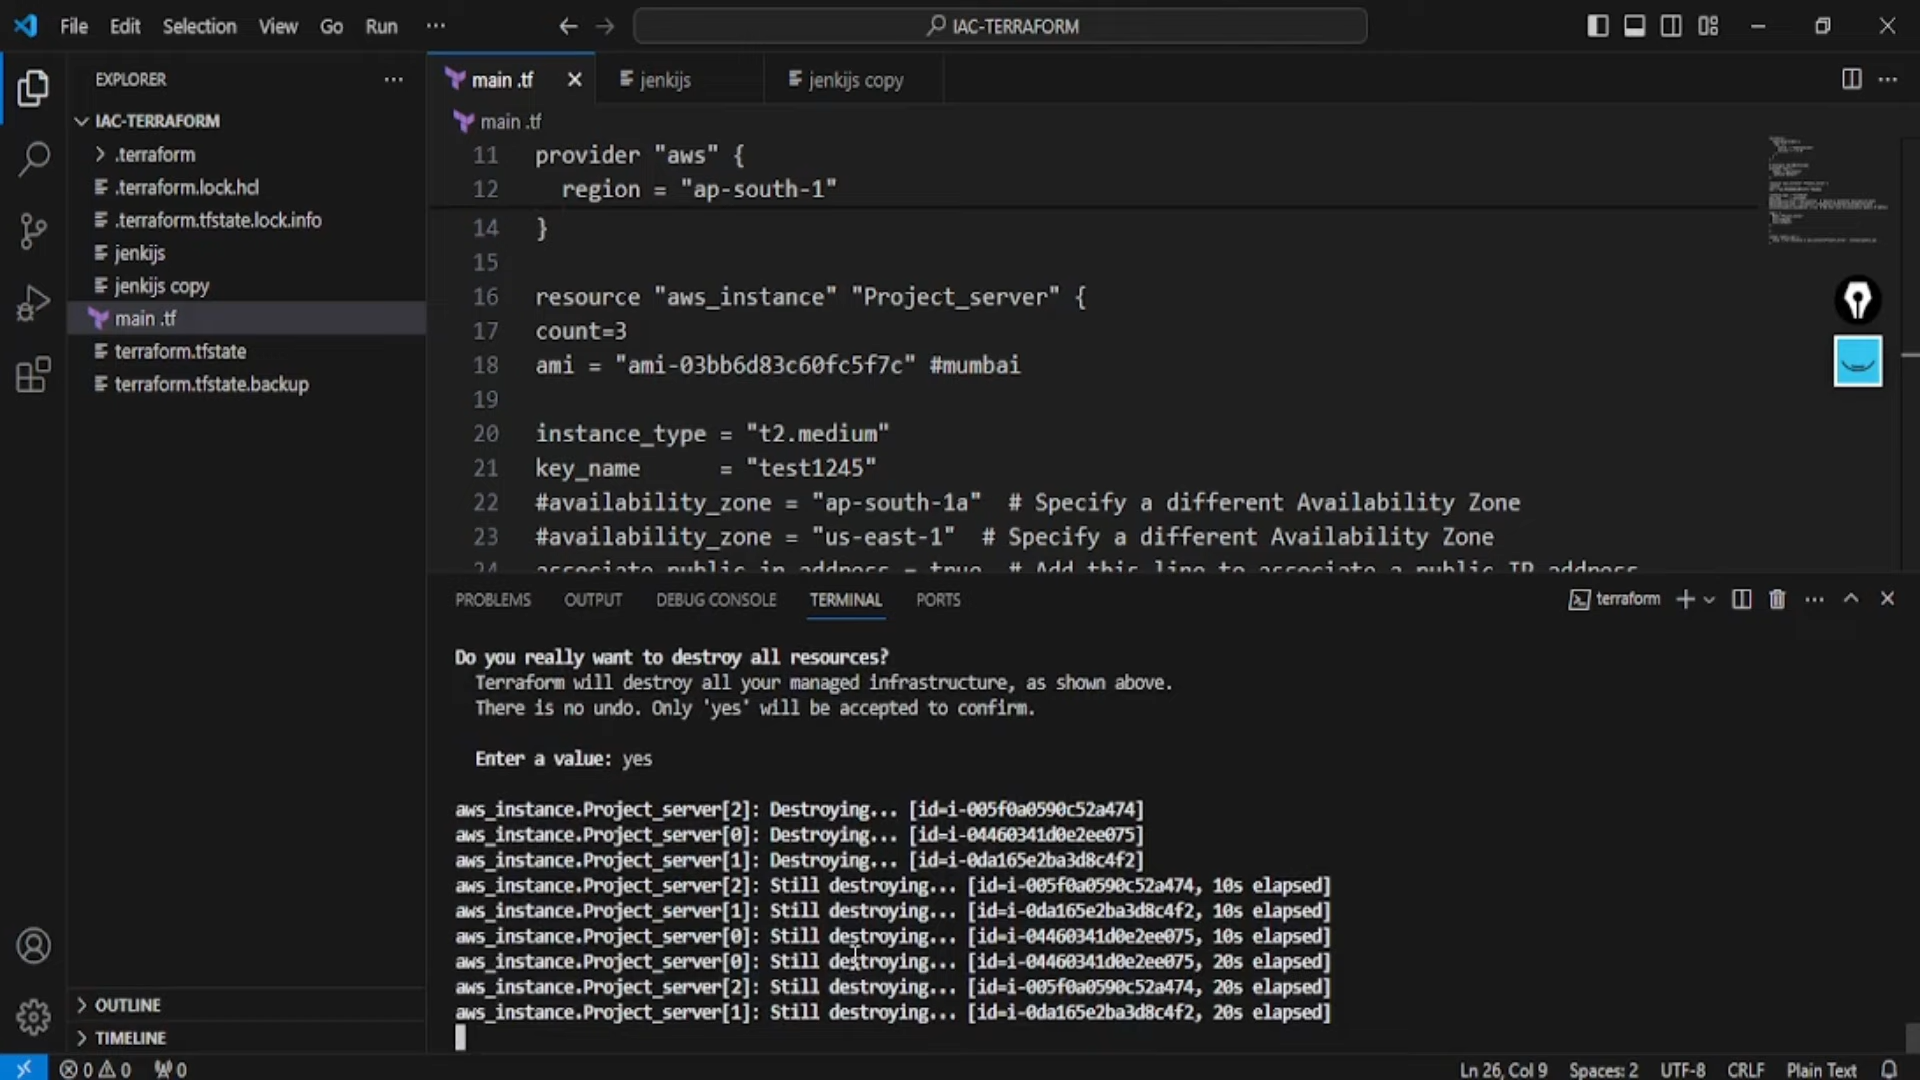 File Edit Selection View Go Run ··· IAC-TERRAFORM
EXPLORER ···
IAC-TERRAFORM
.terraform
.terraform.lock.hcl
.terraform.tfstate.lock.info
jenkijs
jenkijs copy
main .tf
terraform.tfstate
terraform.tfstate.backup
OUTLINE
TIMELINE
main .tf jenkijs jenkijs copy
main .tf
11 provider "aws" {
12 region = "ap-south-1"
14 }
15
16 resource "aws_instance" "Project_server" {
17 count=3
18 ami = "ami-03bb6d83c60fc5f7c" #mumbai
19
20 instance_type = "t2.medium"
21 key_name = "test1245"
22 #availability_zone = "ap-south-1a" # Specify a different Availability Zone
23 #availability_zone = "us-east-1" # Specify a different Availability Zone
24 associate_public_ip_address = true # Add this line to associate a public IP address
PROBLEMS OUTPUT DEBUG CONSOLE TERMINAL PORTS terraform
Do you really want to destroy all resources?
Terraform will destroy all your managed infrastructure, as shown above.
There is no undo. Only 'yes' will be accepted to confirm.
Enter a value: yes
aws_instance.Project_server[2]: Destroying... [id=i-005f0a0590c52a474]
aws_instance.Project_server[0]: Destroying... [id=i-04460341d0e2ee075]
aws_instance.Project_server[1]: Destroying... [id=i-0da165e2ba3d8c4f2]
aws_instance.Project_server[2]: Still destroying... [id=i-005f0a0590c52a474, 10s elapsed]
aws_instance.Project_server[1]: Still destroying... [id=i-0da165e2ba3d8c4f2, 10s elapsed]
aws_instance.Project_server[0]: Still destroying... [id=i-04460341d0e2ee075, 10s elapsed]
aws_instance.Project_server[0]: Still destroying... [id=i-04460341d0e2ee075, 20s elapsed]
aws_instance.Project_server[2]: Still destroying... [id=i-005f0a0590c52a474, 20s elapsed]
aws_instance.Project_server[1]: Still destroying... [id=i-0da165e2ba3d8c4f2, 20s elapsed]
0 0 0 Ln 26, Col 9 Spaces: 2 UTF-8 CRLF Plain Text